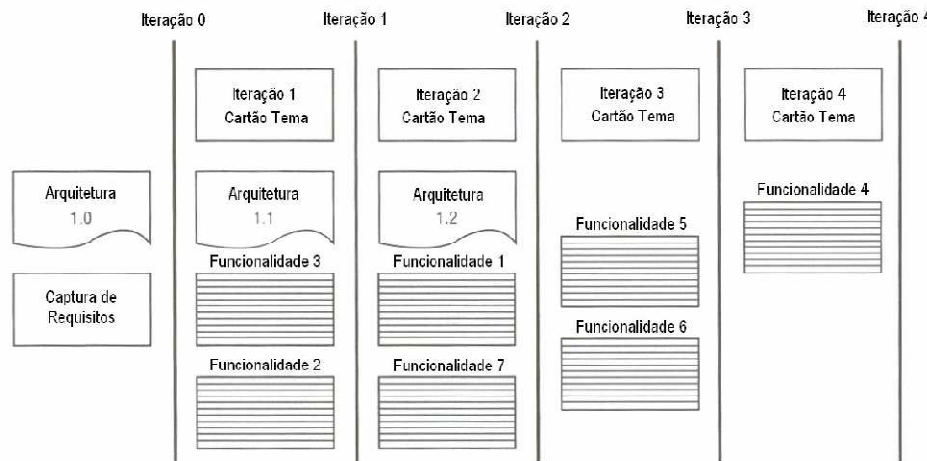 Iteração 0
Iteração 1
Iteração 2
Iteração 3
Iteração 4
Iteração 1
Cartão Tema
Iteração 2
Cartão Tema
Iteração 3
Cartão Tema
Iteração 4
Cartão Tema
Arquitetura
1.0
Arquitetura
1.1
Arquitetura
1.2
Funcionalidade 4
Funcionalidade 5
Funcionalidade 3
Funcionalidade 1
Captura de
Requisitos
Funcionalidade 6
Funcionalidade 2
Funcionalidade 7